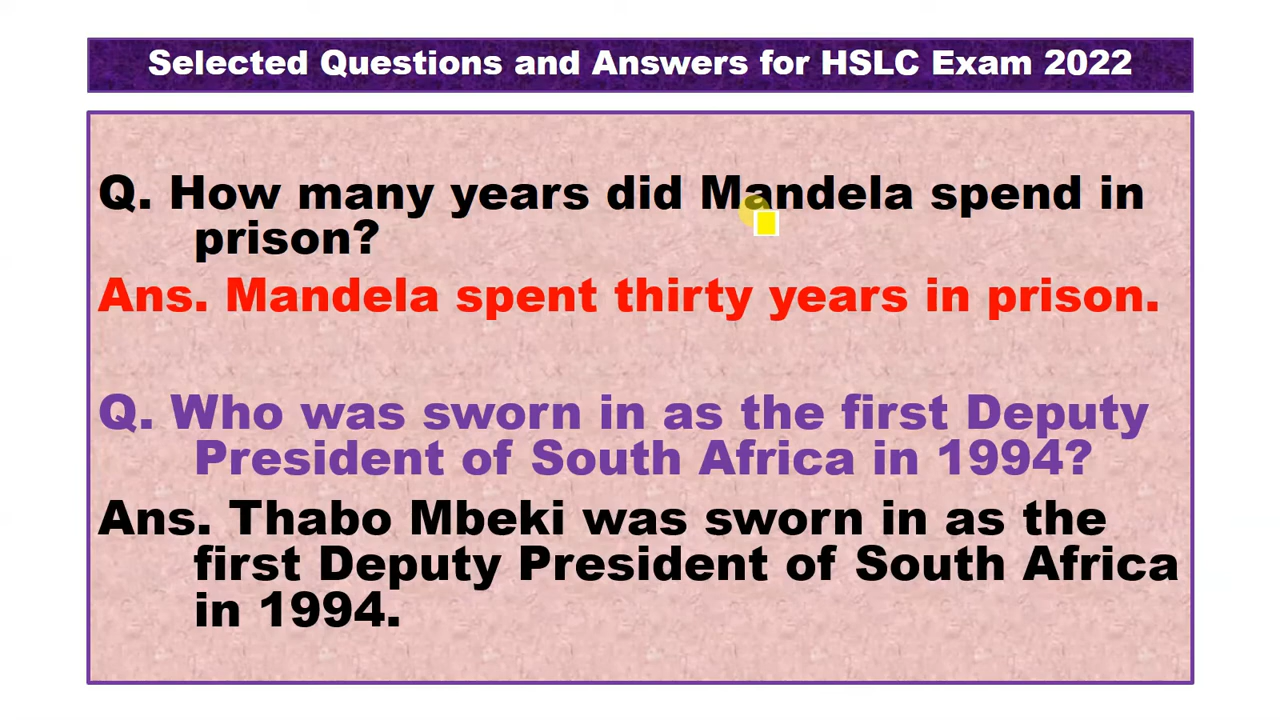 Selected Questions and Answers for HSLC Exam 2022
Q. How many years did Mandela spend in
prison?
Ans. Mandela spent thirty years in prison.
Q. Who was sworn in as the first Deputy
President of South Africa in 1994?
Ans. Thabo Mbeki was sworn in as the
first Deputy President of South Africa
in 1994.